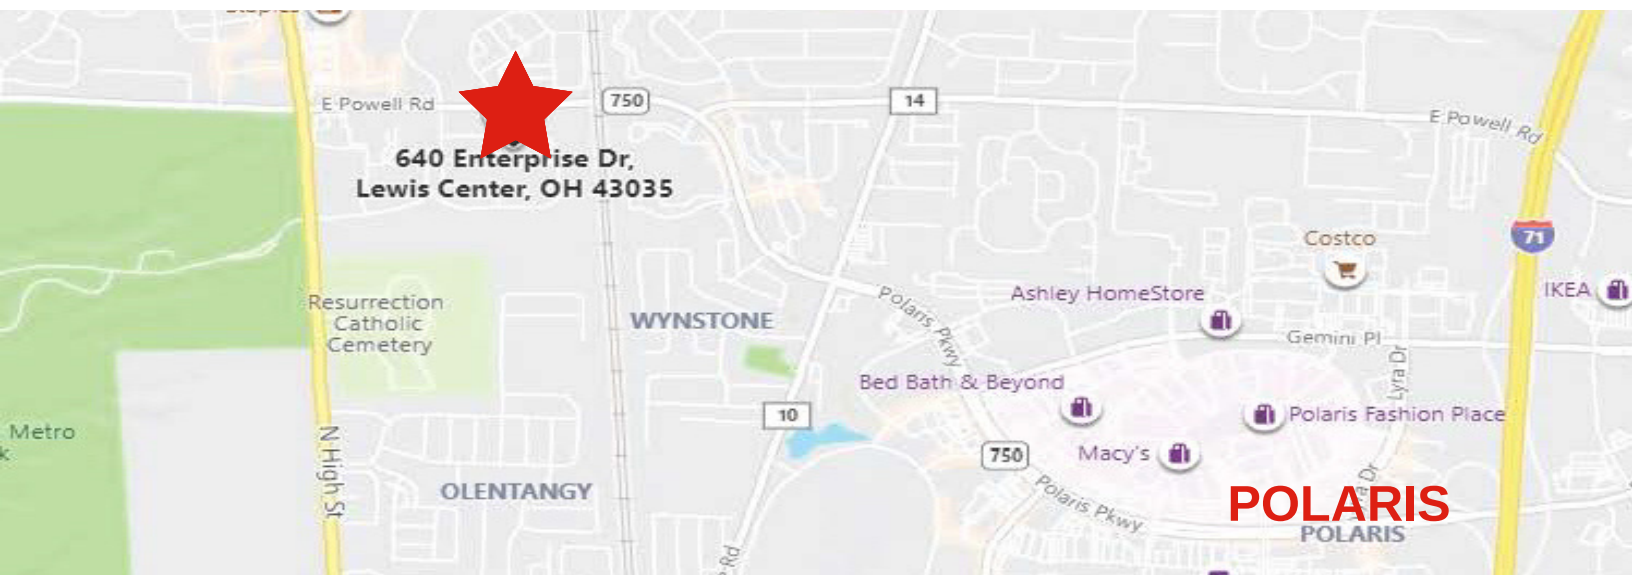 Staples
E Powell Rd
750
14
E Powell Rd
640 Enterprise Dr,
Lewis Center, OH 43035
71
Costco
IKEA
Ashley HomeStore
Resurrection
Catholic
Cemetery
WYNSTONE
Polaris Pkwy
Gemini Pl
Lyra Dr
Bed Bath & Beyond
10
Polaris Fashion Place
Metro
N High St
750
Macy's
OLENTANGY
Polaris Pkwy
POLARIS
POLARIS
Rd